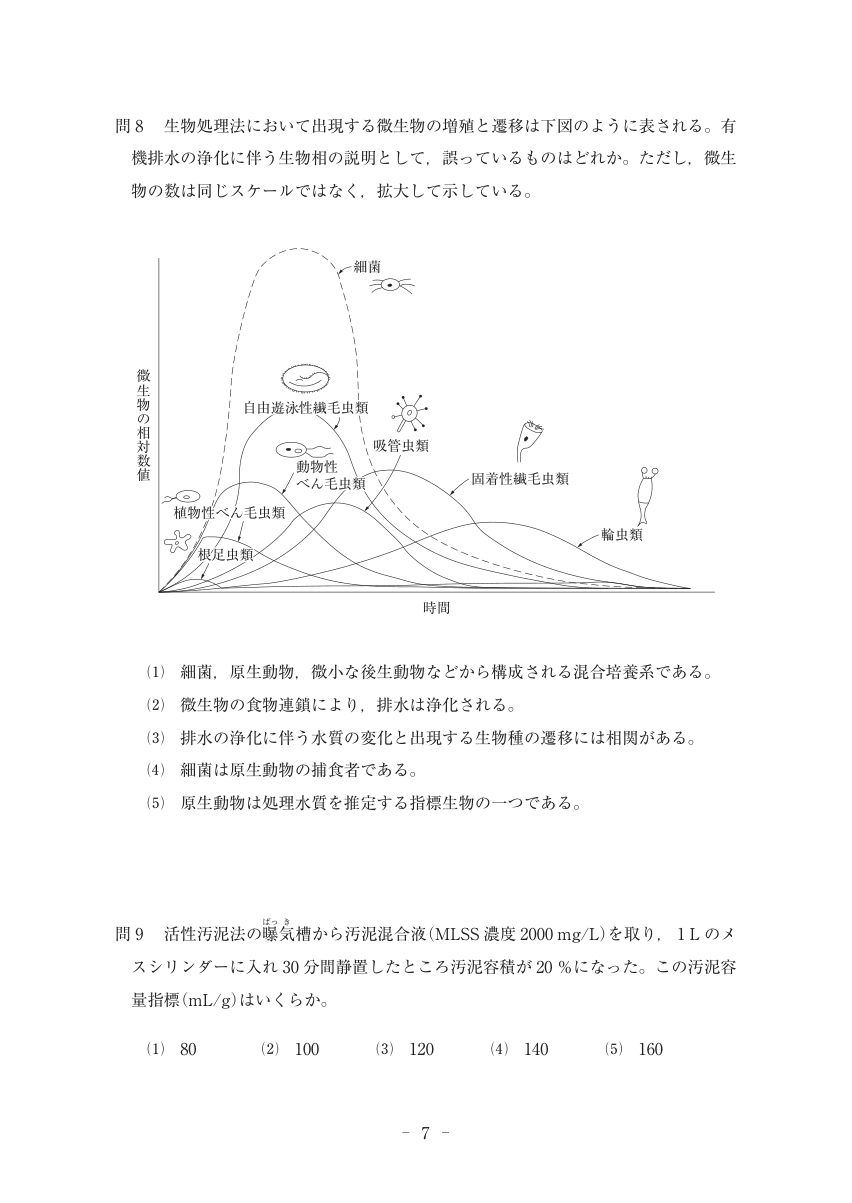 問8　生物処理法において出現する微生物の増殖と遷移は下図のように表される。有
機排水の浄化に伴う生物相の説明として，誤っているものはどれか。ただし，微生
物の数は同じスケールではなく，拡大して示している。
細菌
微生物の相対数値
自由遊泳性繊毛虫類
吸管虫類
動物性
べん毛虫類
固着性繊毛虫類
植物性べん毛虫類
輪虫類
根足虫類
時間
(1)　細菌，原生動物，微小な後生動物などから構成される混合培養系である。
(2)　微生物の食物連鎖により，排水は浄化される。
(3)　排水の浄化に伴う水質の変化と出現する生物種の遷移には相関がある。
(4)　細菌は原生動物の捕食者である。
(5)　原生動物は処理水質を推定する指標生物の一つである。
ばっ き
問9　活性汚泥法の曝気槽から汚泥混合液(MLSS 濃度 2000 mg/L)を取り，1 L のメ
スシリンダーに入れ 30 分間静置したところ汚泥容積が 20 %になった。この汚泥容
量指標(mL/g)はいくらか。
(1)　80　(2)　100　(3)　120　(4)　140　(5)　160
- 7 -